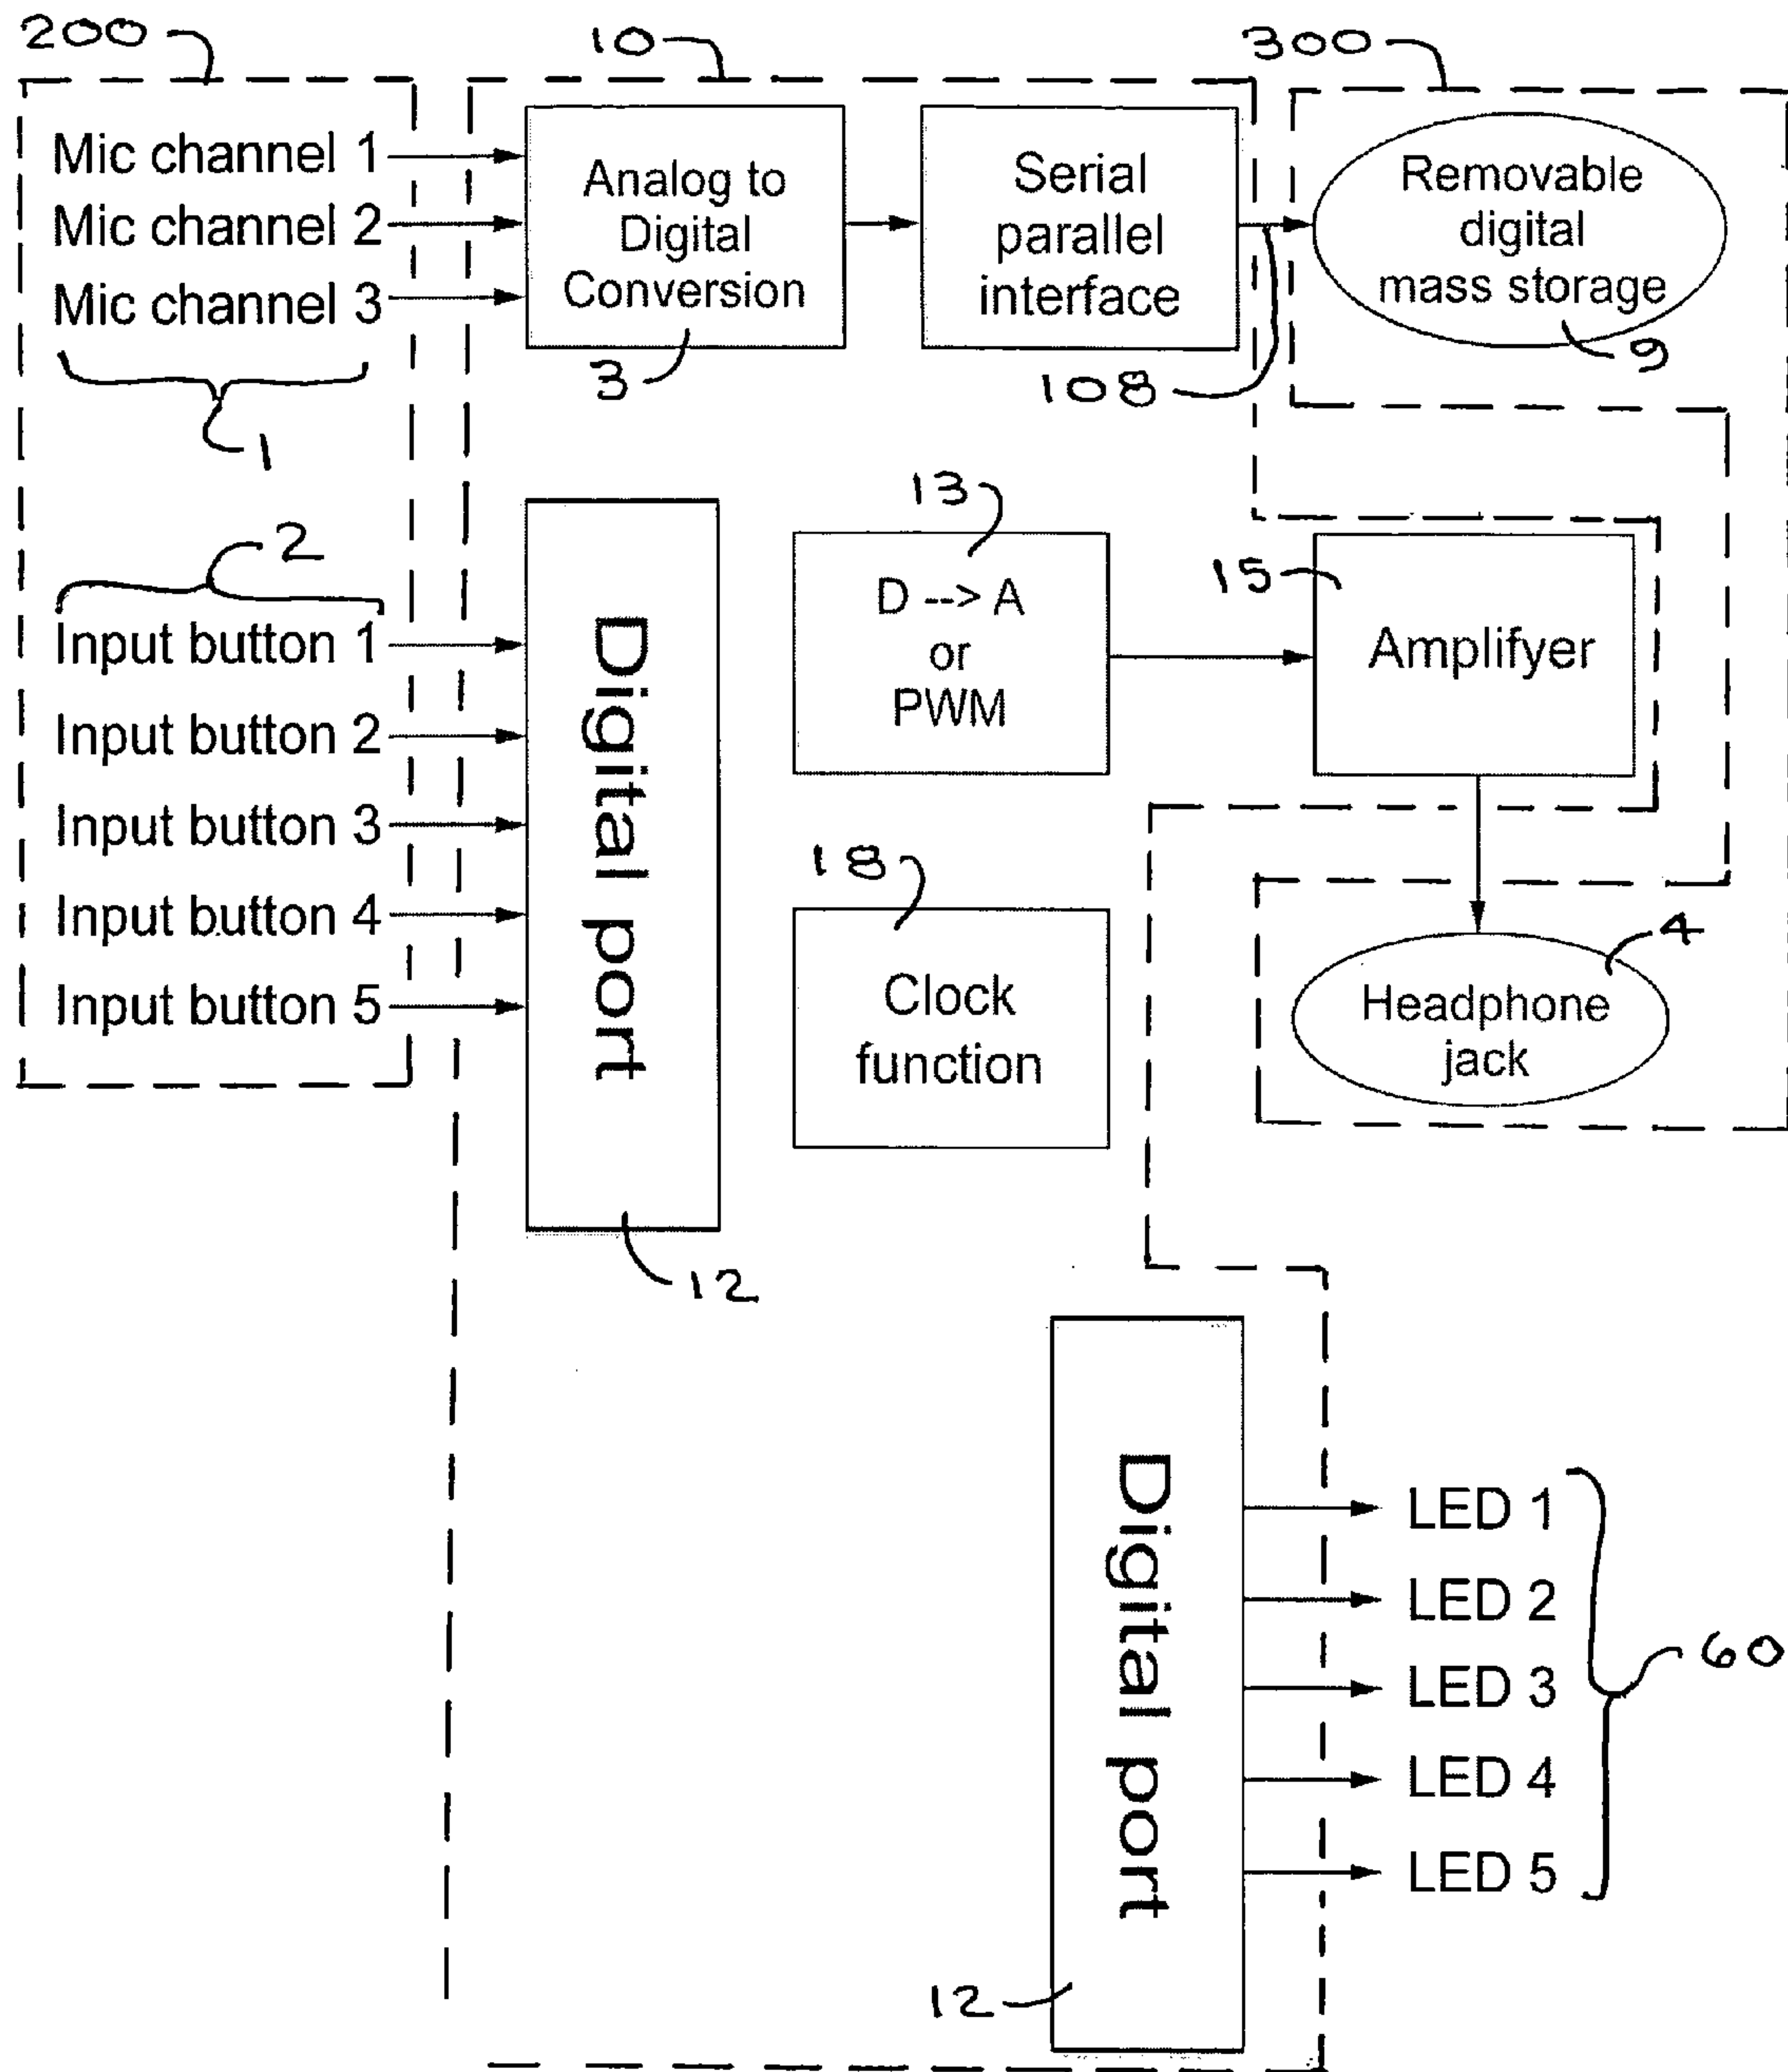 200
10
300
Mic channel 1
Mic channel 2
Mic channel 3
1
Analog to
Digital
Conversion
3
Serial
parallel
interface
108
Removable
digital
mass storage
9
2
Input button 1
Input button 2
Input button 3
Input button 4
Input button 5
Digital port
12
13
D --> A
or
PWM
15
Amplifyer
18
Clock
function
4
Headphone
jack
Digital port
12
LED 1
LED 2
LED 3
LED 4
LED 5
60